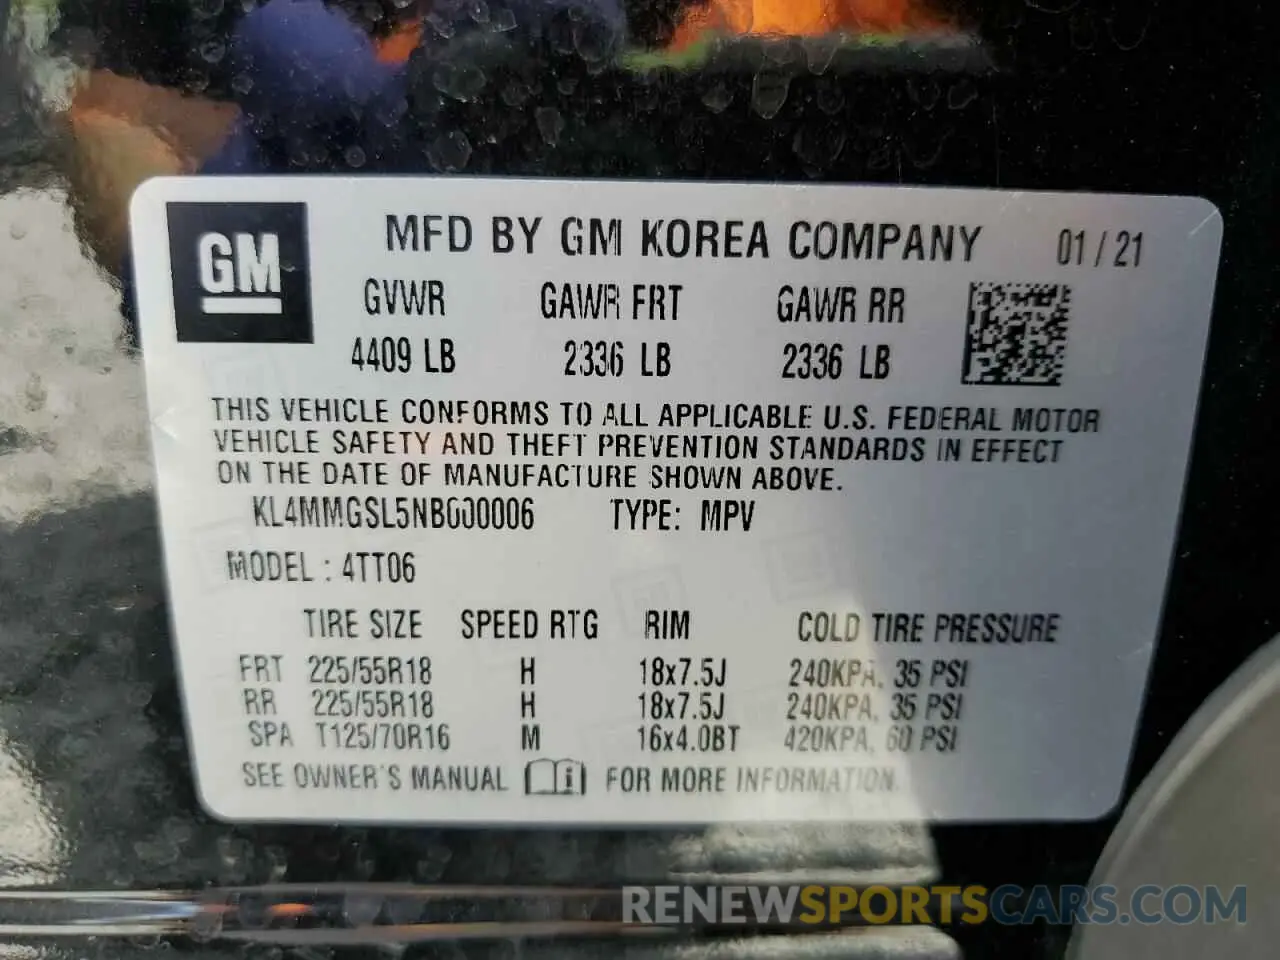 GM
MFD BY GM KOREA COMPANY 01 / 21
GVWR GAWR FRT GAWR RR
4409 LB 2336 LB 2336 LB
THIS VEHICLE CONFORMS TO ALL APPLICABLE U.S. FEDERAL MOTOR
VEHICLE SAFETY AND THEFT PREVENTION STANDARDS IN EFFECT
ON THE DATE OF MANUFACTURE SHOWN ABOVE.
KL4MMGSL5NB000006 TYPE: MPV
MODEL : 4TT06
TIRE SIZE SPEED RTG RIM COLD TIRE PRESSURE
FRT 225/55R18 H 18x7.5J 240KPA, 35 PSI
RR 225/55R18 H 18x7.5J 240KPA, 35 PSI
SPA T125/70R16 M 16x4.0BT 420KPA, 60 PSI
SEE OWNER'S MANUAL i FOR MORE INFORMATION.
RENEWSPORTSCARS.COM